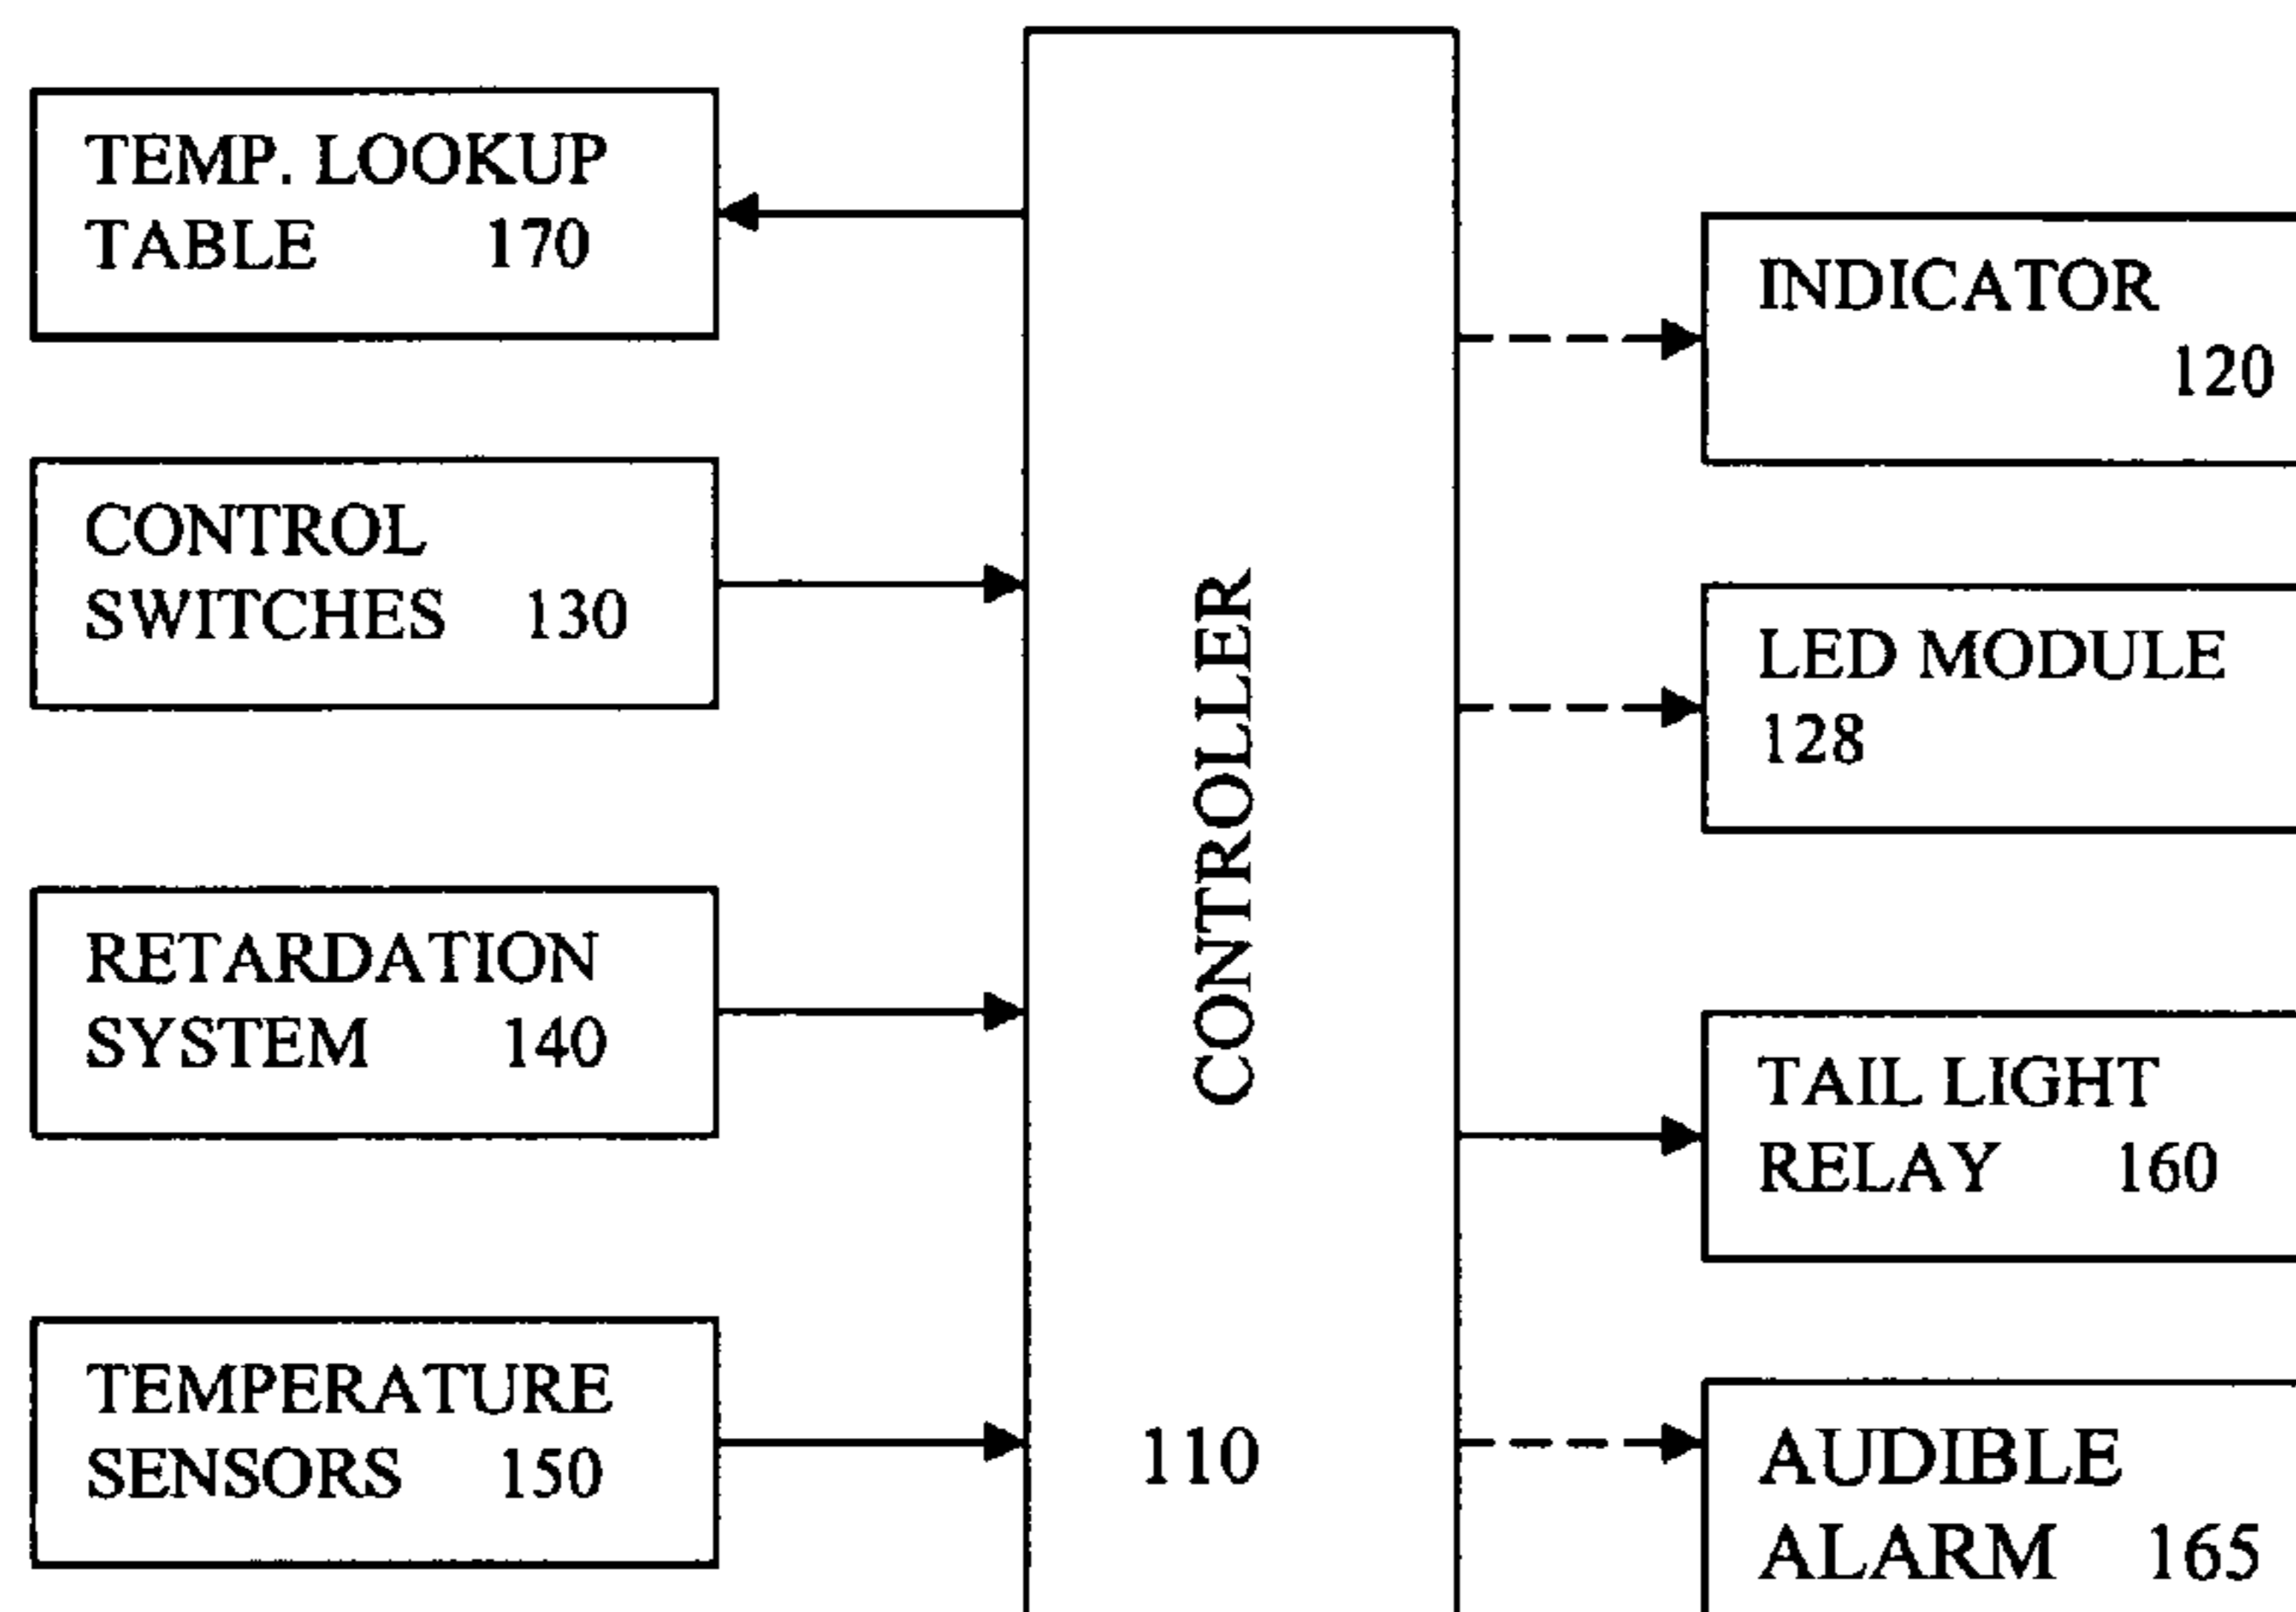 TEMP. LOOKUP
TABLE 170
CONTROL
SWITCHES 130
RETARDATION
SYSTEM 140
TEMPERATURE
SENSORS 150
CONTROLLER
110
INDICATOR
120
LED MODULE
128
TAIL LIGHT
RELAY 160
AUDIBLE
ALARM 165